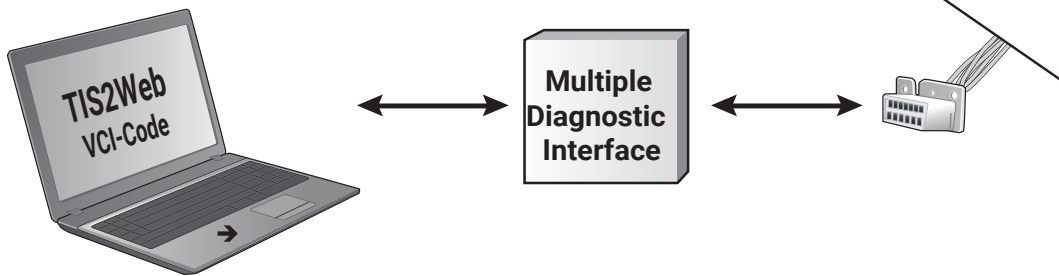 TIS2Web
VCI-Code
Multiple
Diagnostic
Interface